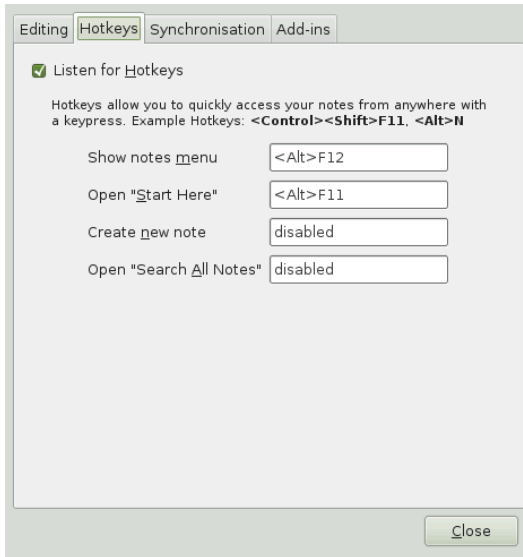 Editing Hotkeys Synchronisation Add-ins
Listen for Hotkeys
Hotkeys allow you to quickly access your notes from anywhere with
a keypress. Example Hotkeys: <Control><Shift>F11, <Alt>N
Show notes menu <Alt>F12
Open "Start Here" <Alt>F11
Create new note disabled
Open "Search All Notes" disabled
Close